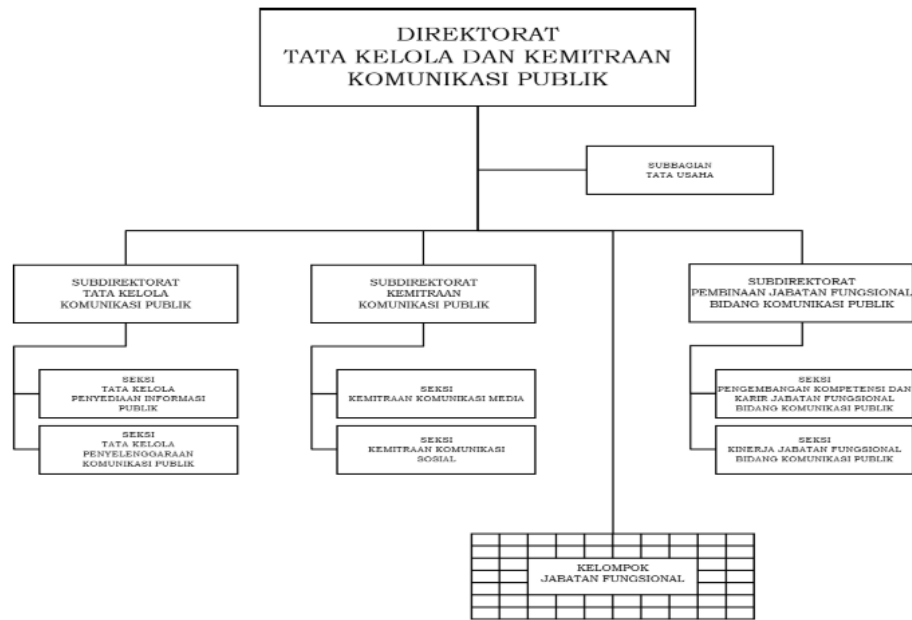 DIREKTORAT
TATA KELOLA DAN KEMITRAAN
KOMUNIKASI PUBLIK
SUBBAGIAN
TATA USAHA
SUBDIREKTORAT
TATA KELOLA
KOMUNIKASI PUBLIK
SUBDIREKTORAT
KEMITRAAN
KOMUNIKASI PUBLIK
SUBDIREKTORAT
PEMBINAAN JABATAN FUNGSIONAL
BIDANG KOMUNIKASI PUBLIK
SEKSI
TATA KELOLA
PENYEDIAAN INFORMASI
PUBLIK
SEKSI
TATA KELOLA
PENYELENGGARAAN
KOMUNIKASI PUBLIK
SEKSI
KEMITRAAN KOMUNIKASI MEDIA
SEKSI
KEMITRAAN KOMUNIKASI
SOSIAL
SEKSI
PENGEMBANGAN KOMPETENSI DAN
KARIR JABATAN FUNGSIONAL
BIDANG KOMUNIKASI PUBLIK
SEKSI
KINERJA JABATAN FUNGSIONAL
BIDANG KOMUNIKASI PUBLIK
KELOMPOK
JABATAN FUNGSIONAL